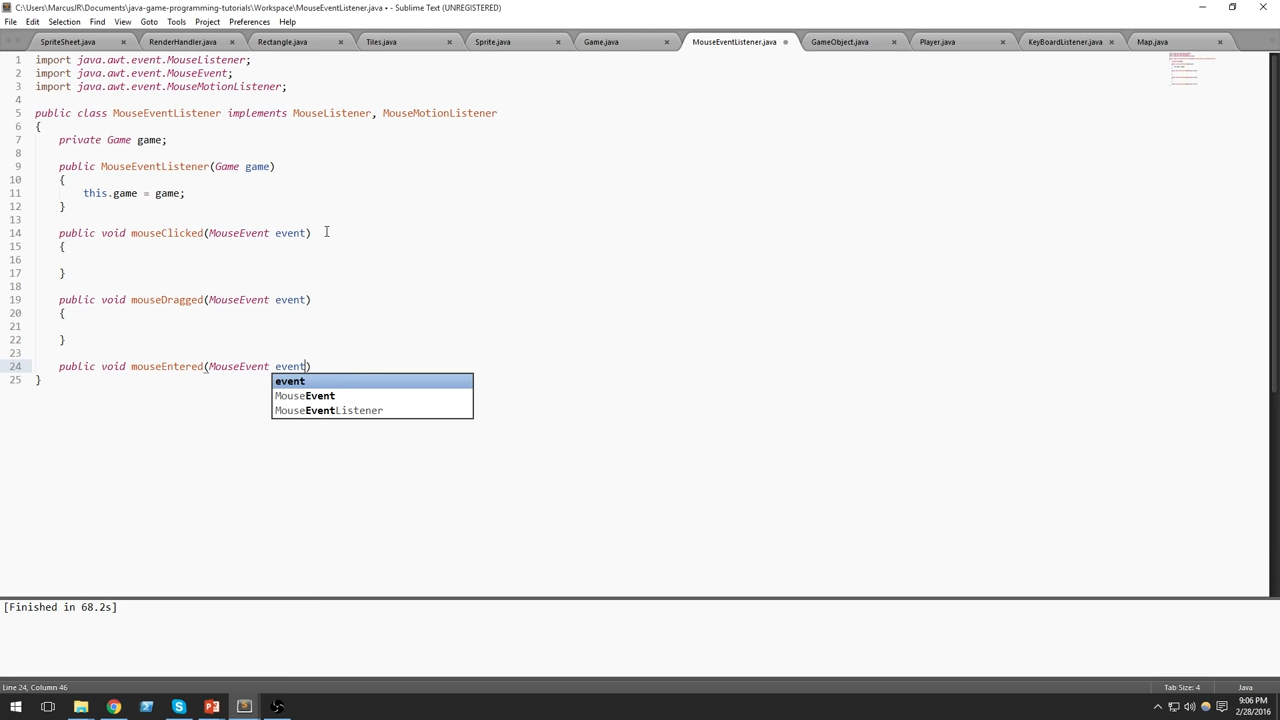 C:\Users\MarcusJR\Documents\java-game-programming-tutorials\Workspace\MouseEventListener.java • - Sublime Text (UNREGISTERED)
File Edit Selection Find View Goto Tools Project Preferences Help
SpriteSheet.java RenderHandler.java Rectangle.java Tiles.java Sprite.java Game.java MouseEventListener.java GameObject.java Player.java KeyBoardListener.java Map.java
1 import java.awt.event.MouseListener;
2 import java.awt.event.MouseEvent;
3 import java.awt.event.MouseMotionListener;
4
5 public class MouseEventListener implements MouseListener, MouseMotionListener
6 {
7 private Game game;
8
9 public MouseEventListener(Game game)
10 {
11 this.game = game;
12 }
13
14 public void mouseClicked(MouseEvent event)
15 {
16
17 }
18
19 public void mouseDragged(MouseEvent event)
20 {
21
22 }
23
24 public void mouseEntered(MouseEvent event)
25 }
event
MouseEvent
MouseEventListener
[Finished in 68.2s]
Line 24, Column 46 Tab Size: 4 Java
9:06 PM
2/28/2016